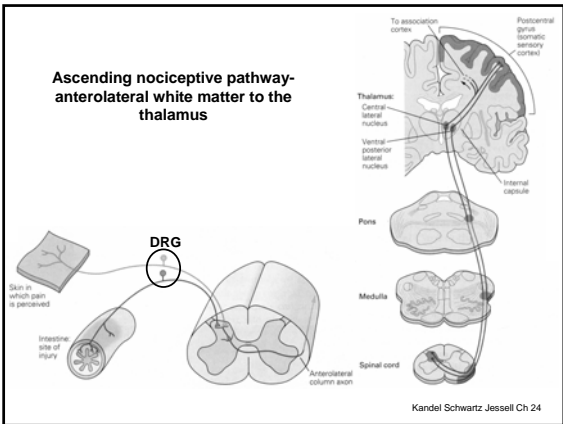 Ascending nociceptive pathway-
anterolateral white matter to the
thalamus
DRG
Skin in
which pain
is perceived
Intestine:
site of
injury
Anterolateral
column axon
To association
cortex
Postcentral
gyrus
(somatic
sensory
cortex)
Thalamus:
Central
lateral
nucleus
Ventral
posterior
lateral
nucleus
Internal
capsule
Pons
Medulla
Spinal cord
Kandel Schwartz Jessell Ch 24